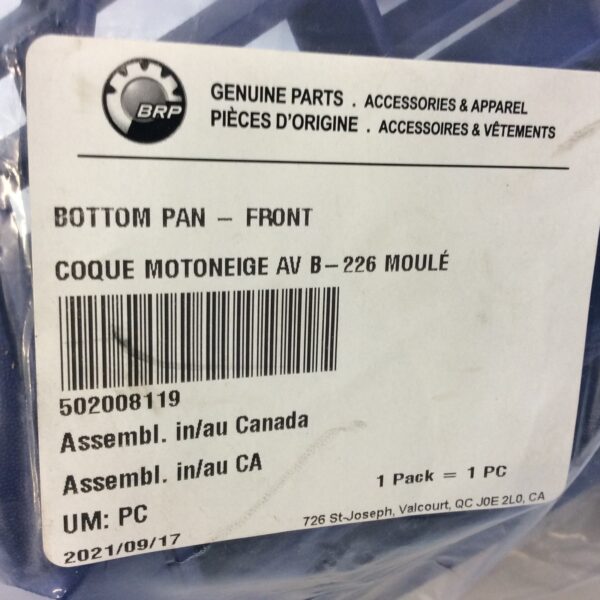 BRP
GENUINE PARTS . ACCESSORIES & APPAREL
PIÈCES D'ORIGINE . ACCESSOIRES & VÊTEMENTS
BOTTOM PAN - FRONT
COQUE MOTONEIGE AV B-226 MOULÉ
502008119
Assembl. in/au Canada
Assembl. in/au CA
1 Pack = 1 PC
UM: PC
726 St-Joseph, Valcourt, QC J0E 2L0, CA
2021/09/17